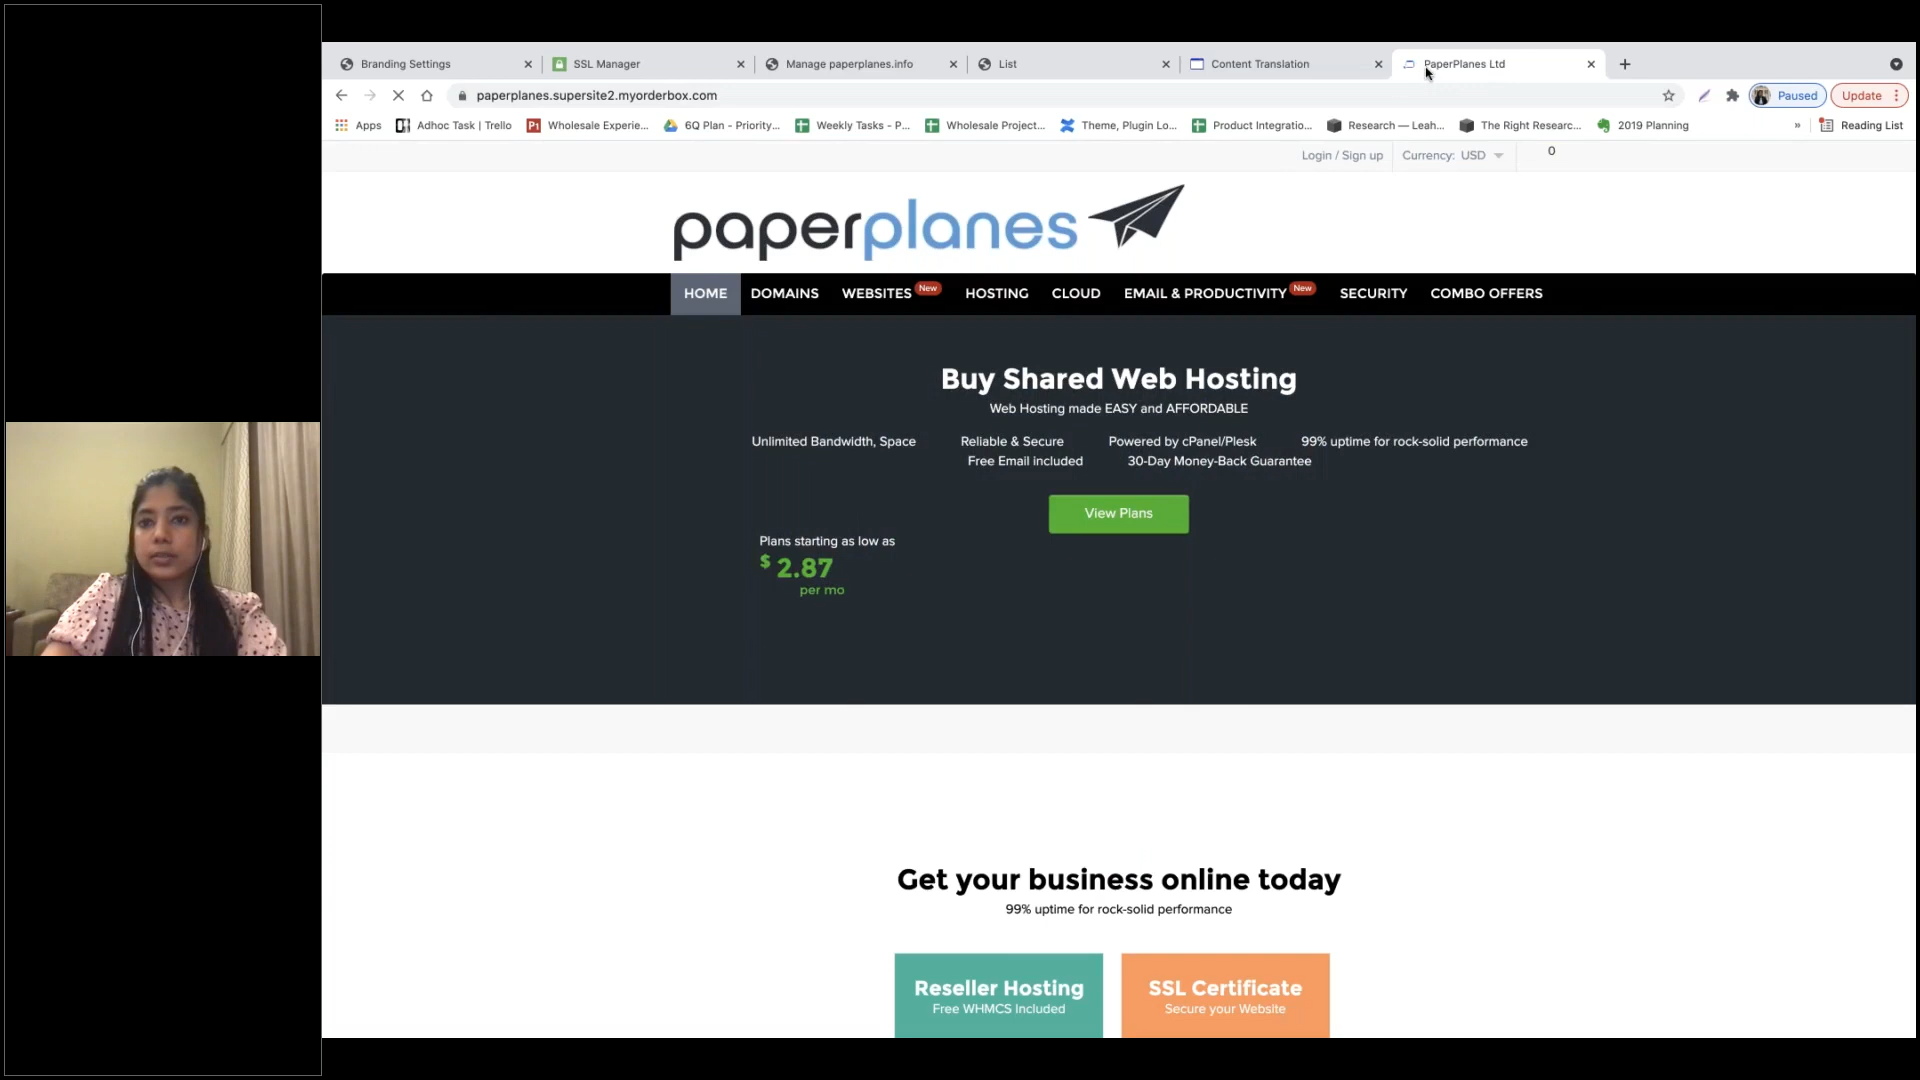 Branding Settings
SSL Manager
Manage paperplanes.info
List
Content Translation
PaperPlanes Ltd
paperplanes.supersite2.myorderbox.com
Paused
Update
Apps
Adhoc Task | Trello
Wholesale Experie...
6Q Plan - Priority...
Weekly Tasks - P...
Wholesale Project...
Theme, Plugin Lo...
Product Integratio...
Research — Leah...
The Right Researc...
2019 Planning
»
Reading List
Login / Sign up
Currency: USD
0
paperplanes
HOME
DOMAINS
WEBSITES New
HOSTING
CLOUD
EMAIL & PRODUCTIVITY New
SECURITY
COMBO OFFERS
Buy Shared Web Hosting
Web Hosting made EASY and AFFORDABLE
Unlimited Bandwidth, Space
Reliable & Secure
Powered by cPanel/Plesk
99% uptime for rock-solid performance
Free Email included
30-Day Money-Back Guarantee
View Plans
Plans starting as low as
$ 2.87
per mo
Get your business online today
99% uptime for rock-solid performance
Reseller Hosting
Free WHMCS Included
SSL Certificate
Secure your Website